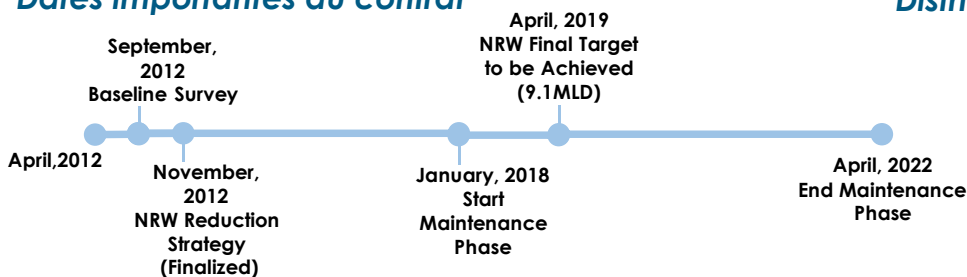 Dates importantes du contrat
Distri
September,
2012
Baseline Survey
April, 2019
NRW Final Target
to be Achieved
(9.1MLD)
April,2012
November,
2012
NRW Reduction
Strategy
(Finalized)
January, 2018
Start
Maintenance
Phase
April, 2022
End Maintenance
Phase